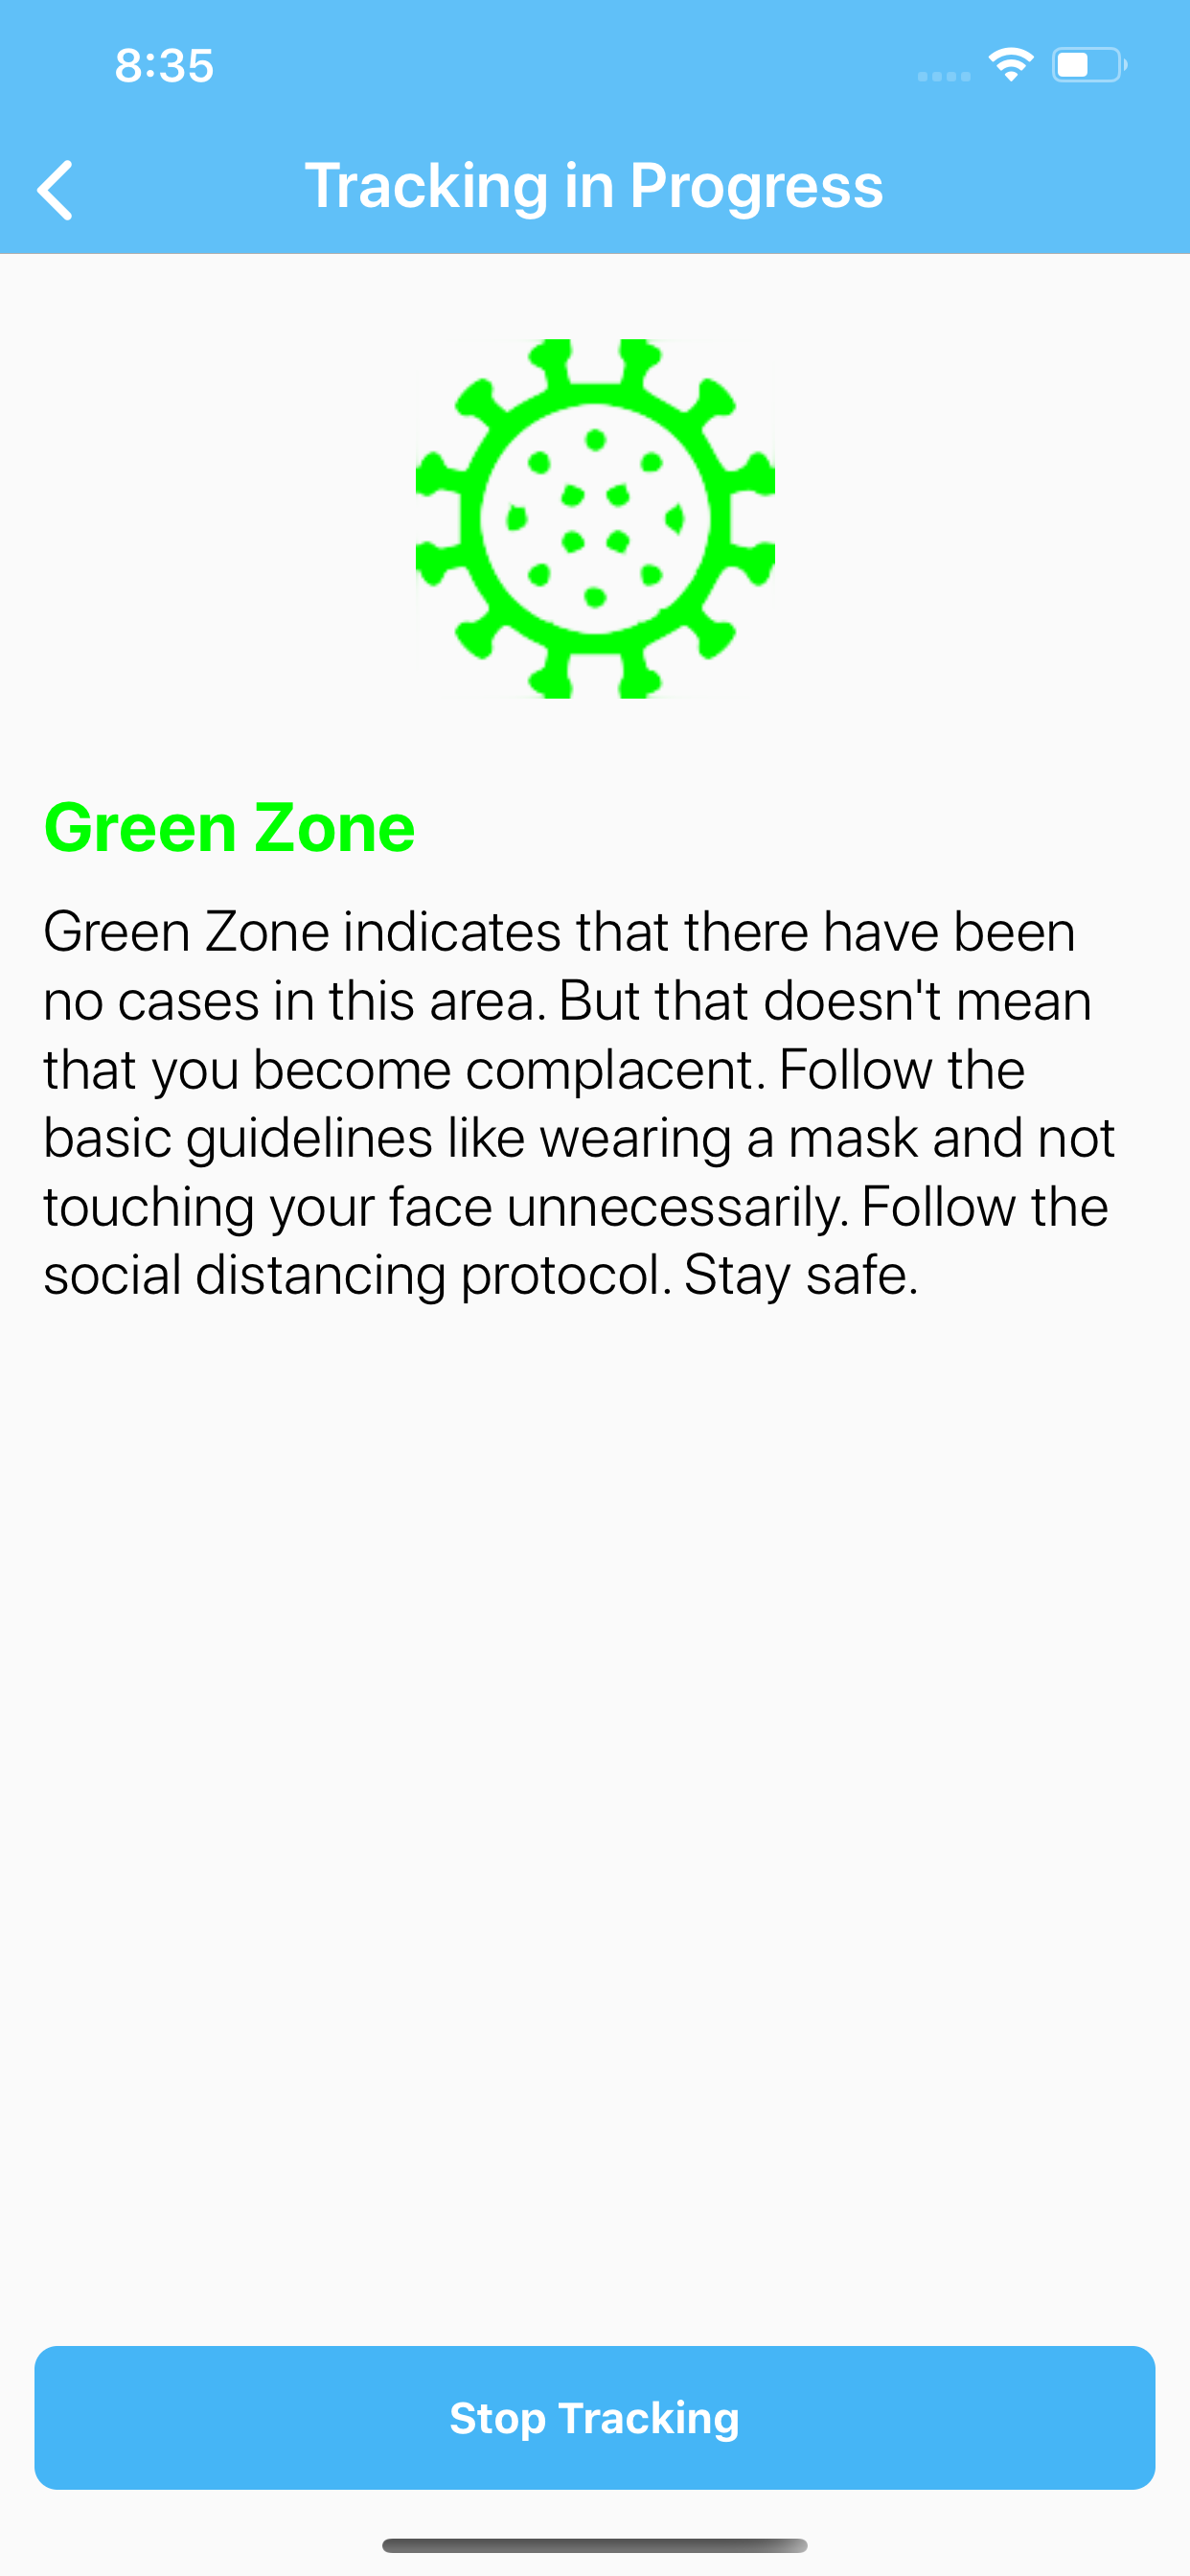 8:35
Tracking in Progress
Green Zone
Green Zone indicates that there have been
no cases in this area. But that doesn't mean
that you become complacent. Follow the
basic guidelines like wearing a mask and not
touching your face unnecessarily. Follow the
social distancing protocol. Stay safe.
Stop Tracking